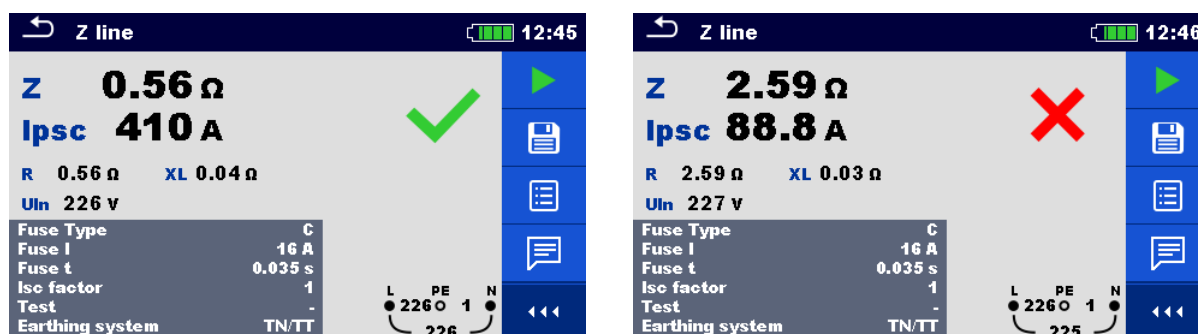 Z line 12:45
Z 0.56 Ω
Ipsc 410 A
R 0.56 Ω XL 0.04 Ω
Uln 226 V
Fuse Type C
Fuse I 16 A
Fuse t 0.035 s
Isc factor 1
Test -
Earthing system TN/TT
L PE N
226 1
226
Z line 12:46
Z 2.59 Ω
Ipsc 88.8 A
R 2.59 Ω XL 0.03 Ω
Uln 227 V
Fuse Type C
Fuse I 16 A
Fuse t 0.035 s
Isc factor 1
Test -
Earthing system TN/TT
L PE N
226 1
225